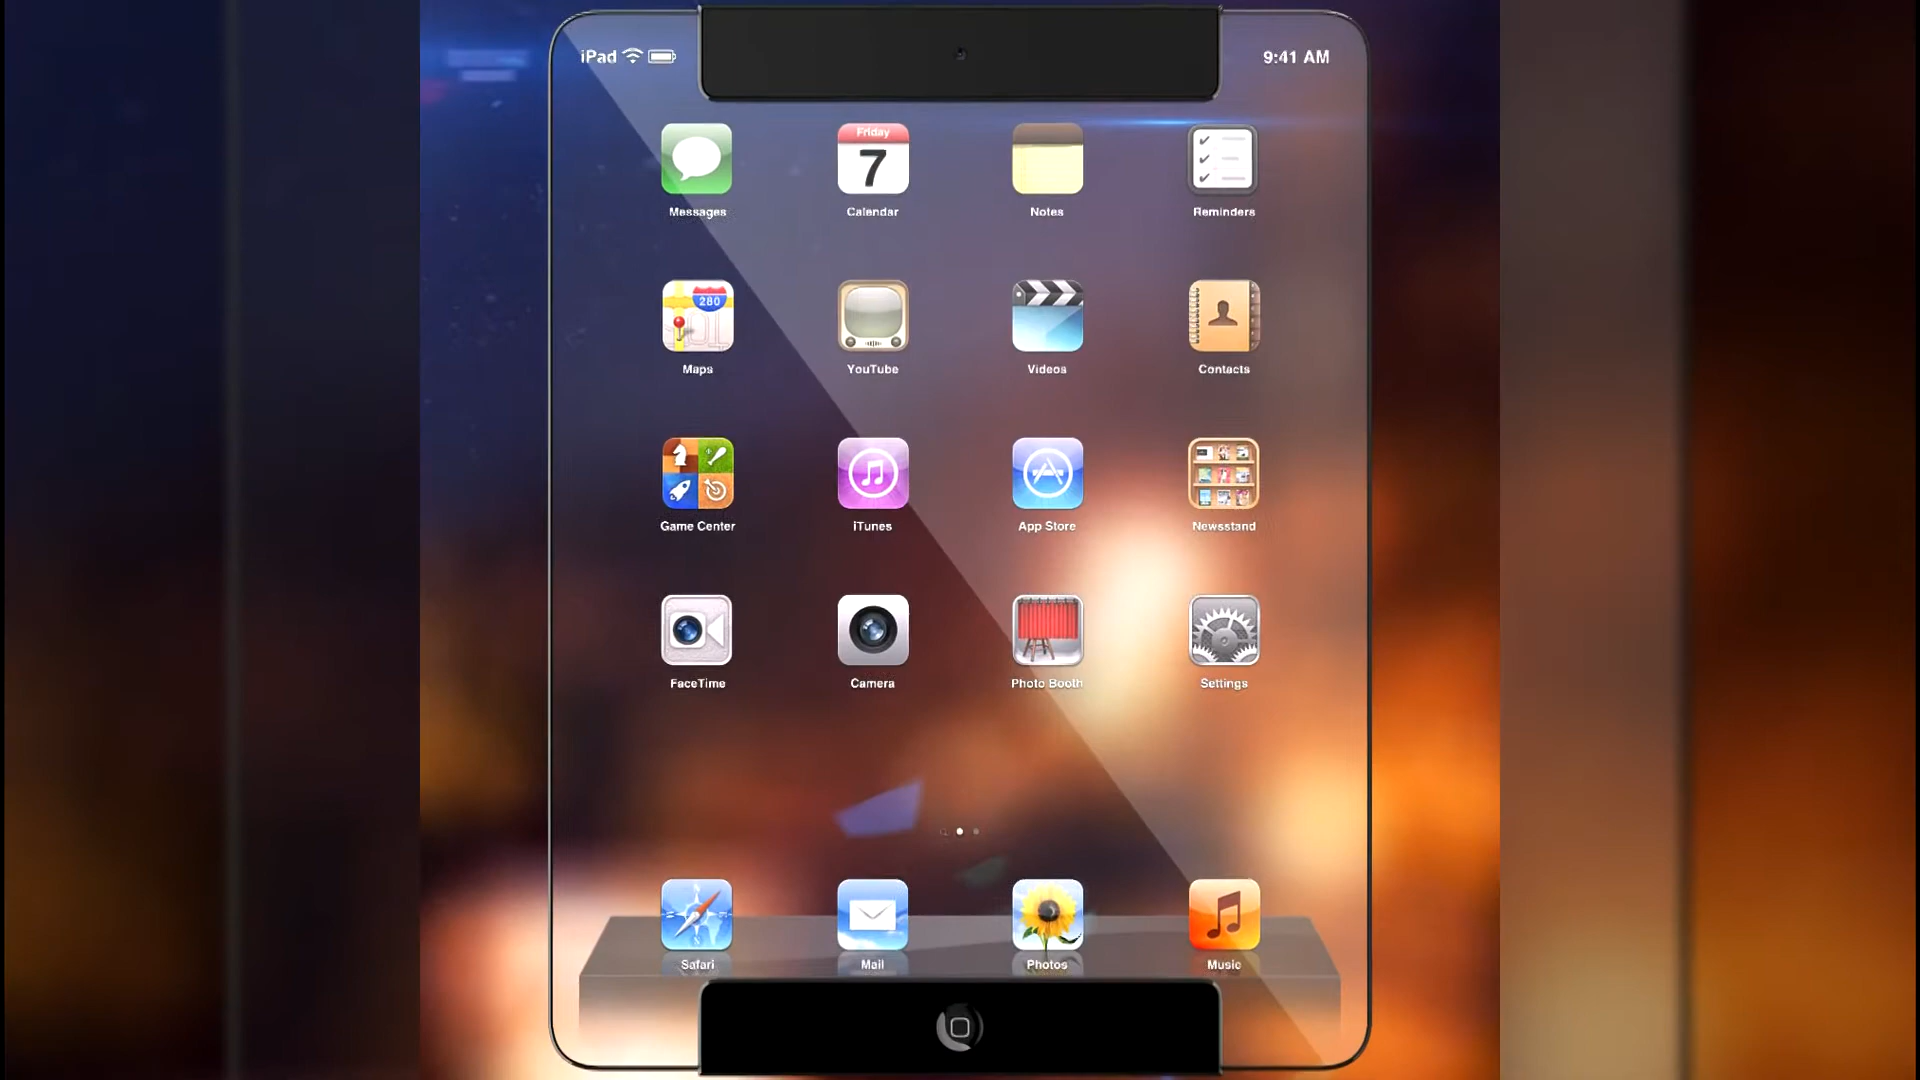 iPad
9:41 AM
Friday
7
Messages
Calendar
Notes
Reminders
280
Maps
YouTube
Videos
Contacts
Game Center
iTunes
App Store
Newsstand
FaceTime
Camera
Photo Booth
Settings
Safari
Mail
Photos
Music